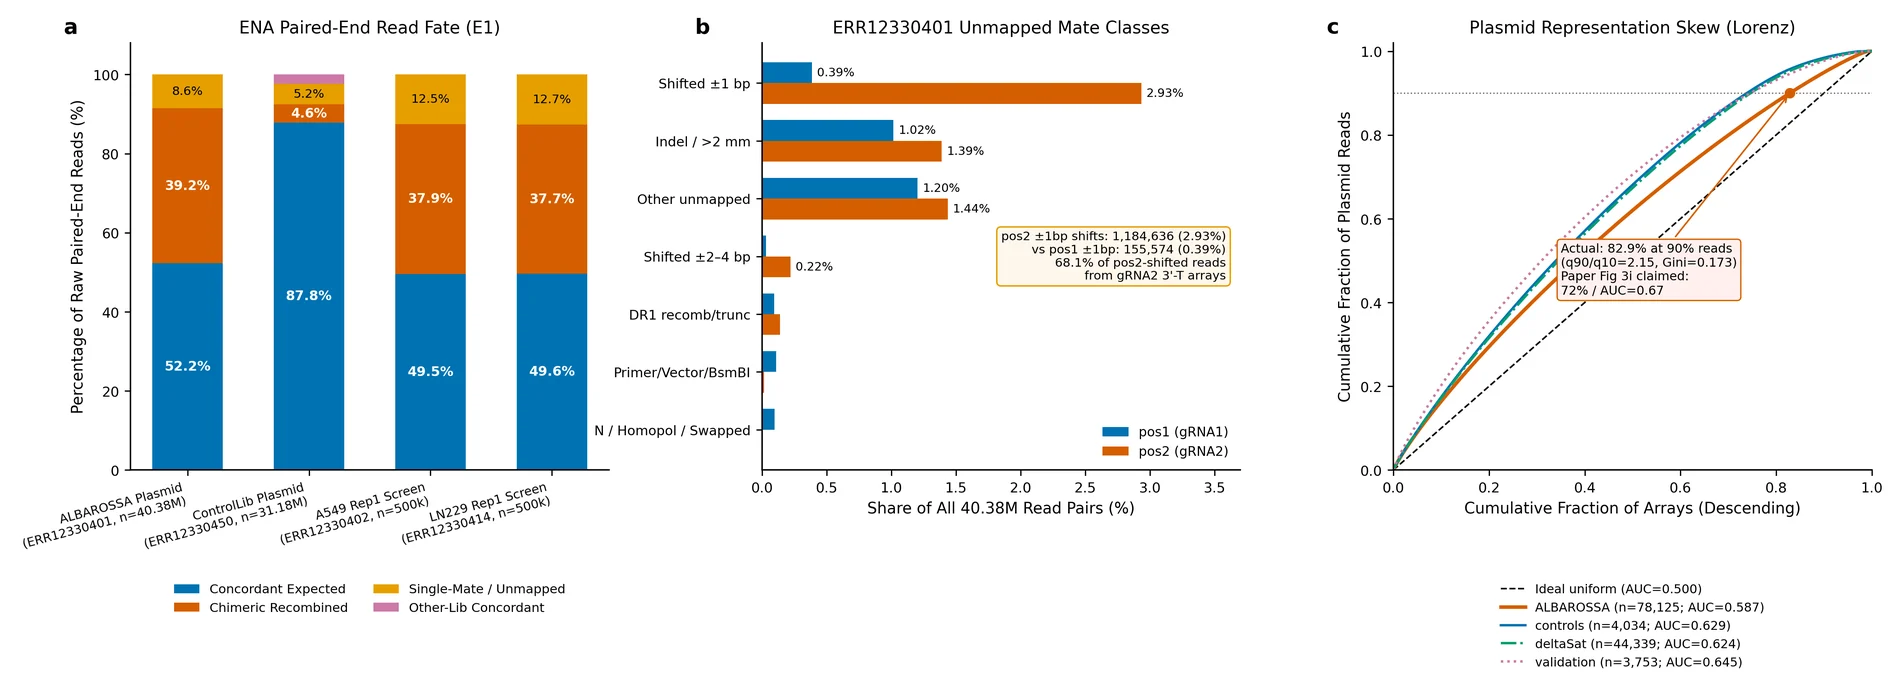 a
ENA Paired-End Read Fate (E1)
Percentage of Raw Paired-End Reads (%)
100
80
60
40
20
0
8.6%
39.2%
52.2%
5.2%
4.6%
87.8%
12.5%
37.9%
49.5%
12.7%
37.7%
49.6%
ALBAROSSA Plasmid
(ERR12330401, n=40.38M)
ControlLib Plasmid
(ERR12330450, n=31.18M)
A549 Rep1 Screen
(ERR12330402, n=500k)
LN229 Rep1 Screen
(ERR12330414, n=500k)
Concordant Expected
Chimeric Recombined
Single-Mate / Unmapped
Other-Lib Concordant
b
ERR12330401 Unmapped Mate Classes
Shifted ±1 bp
Indel / >2 mm
Other unmapped
Shifted ±2–4 bp
DR1 recomb/trunc
Primer/Vector/BsmBI
N / Homopol / Swapped
0.39%
2.93%
1.02%
1.39%
1.20%
1.44%
0.22%
pos2 ±1bp shifts: 1,184,636 (2.93%)
vs pos1 ±1bp: 155,574 (0.39%)
68.1% of pos2-shifted reads
from gRNA2 3'-T arrays
pos1 (gRNA1)
pos2 (gRNA2)
0.0 0.5 1.0 1.5 2.0 2.5 3.0 3.5
Share of All 40.38M Read Pairs (%)
c
Plasmid Representation Skew (Lorenz)
Cumulative Fraction of Plasmid Reads
1.0
0.8
0.6
0.4
0.2
0.0
Actual: 82.9% at 90% reads
(q90/q10=2.15, Gini=0.173)
Paper Fig 3i claimed:
72% / AUC=0.67
0.0 0.2 0.4 0.6 0.8 1.0
Cumulative Fraction of Arrays (Descending)
Ideal uniform (AUC=0.500)
ALBAROSSA (n=78,125; AUC=0.587)
controls (n=4,034; AUC=0.629)
deltaSat (n=44,339; AUC=0.624)
validation (n=3,753; AUC=0.645)